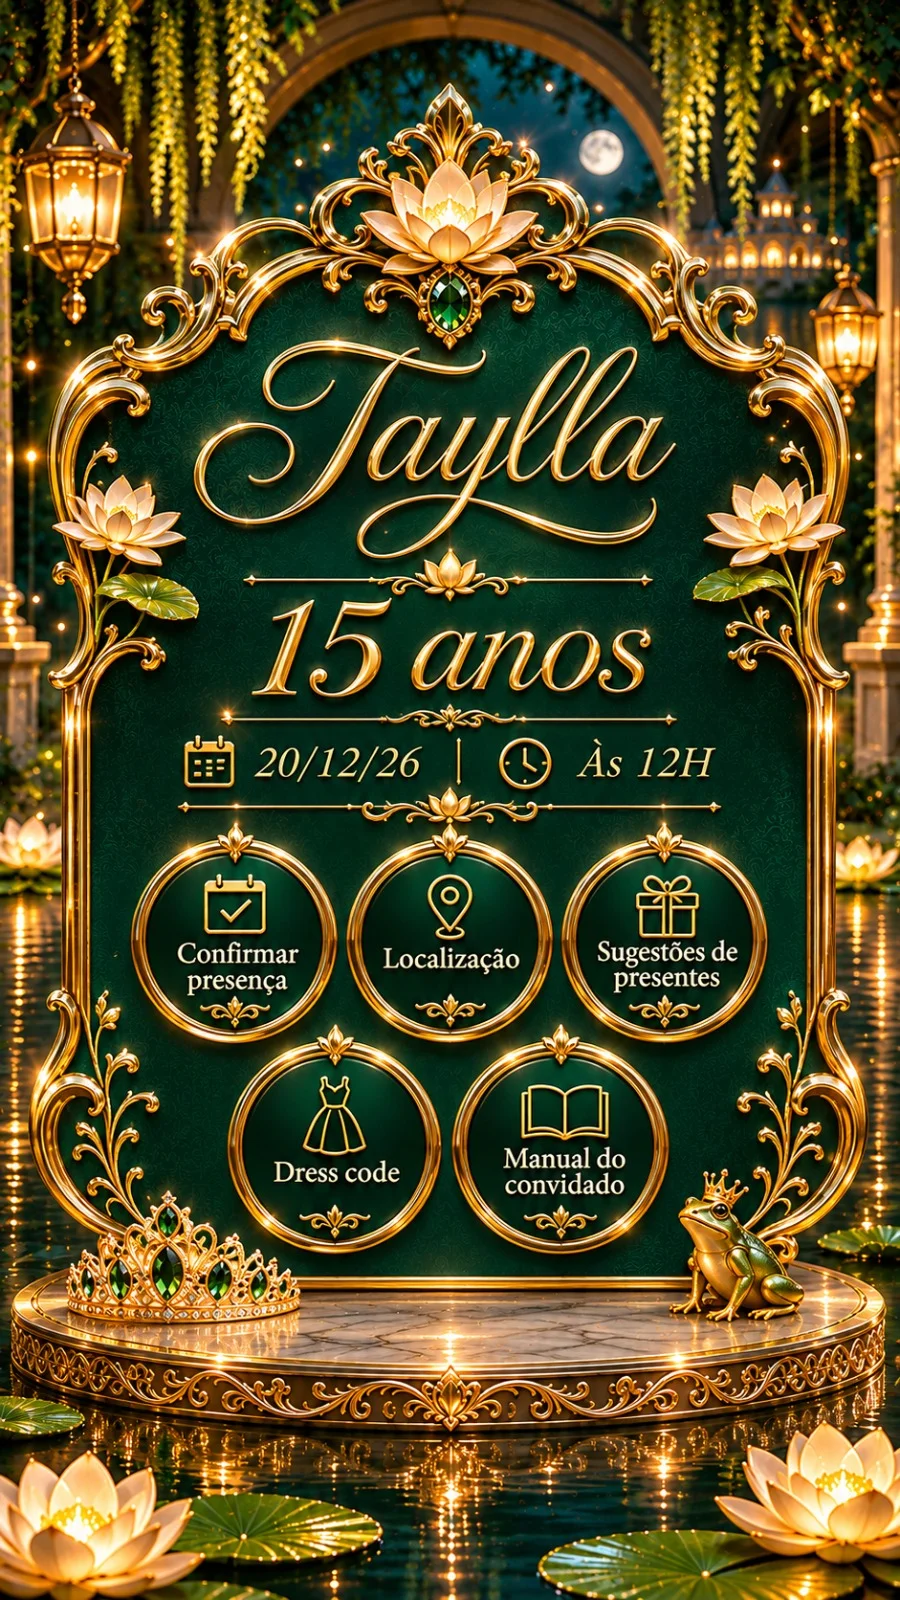 Taylla
15 anos
20/12/26 Às 12H
Confirmar
presença
Localização
Sugestões de
presentes
Dress code
Manual do
convidado